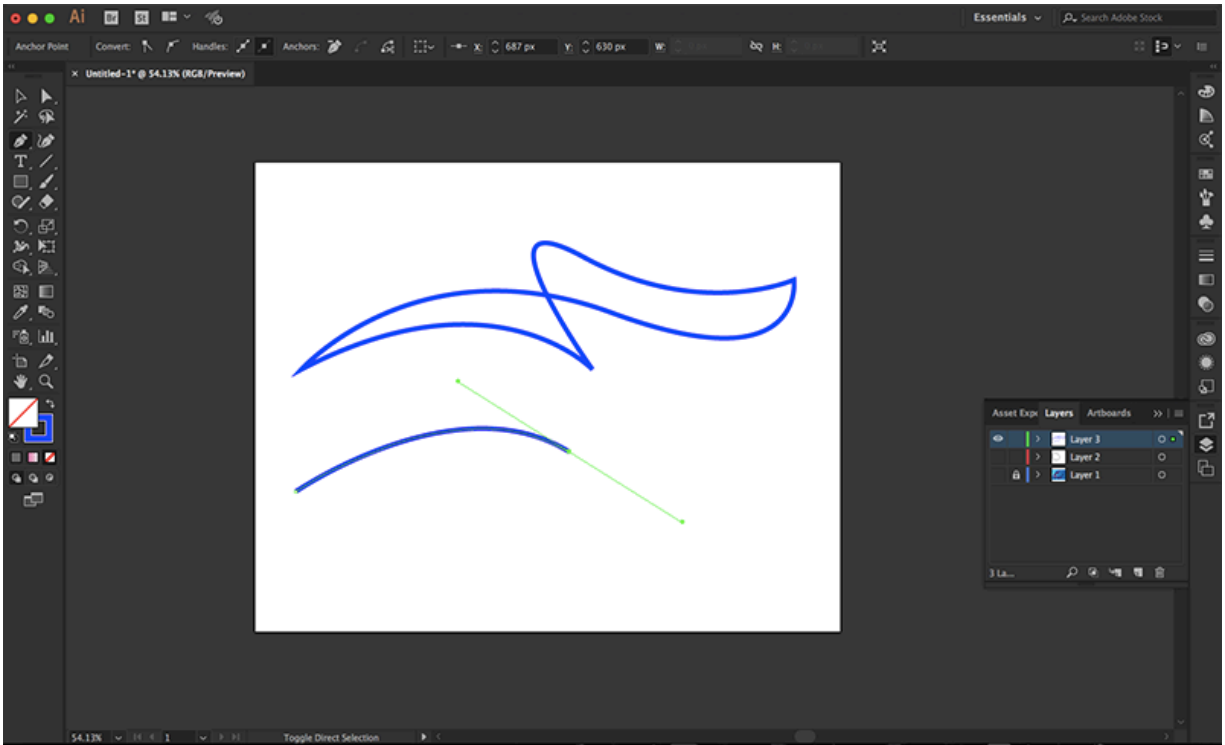 Ai Br St Essentials Search Adobe Stock
Anchor Point Convert: Handles: Anchors: X: 687 px Y: 630 px W: H:
× Untitled-1* @ 54.13% (RGB/Preview)
T
Asset Expo Layers Artboards
Layer 3
Layer 2
Layer 1
3 La...
54.13% 1 Toggle Direct Selection